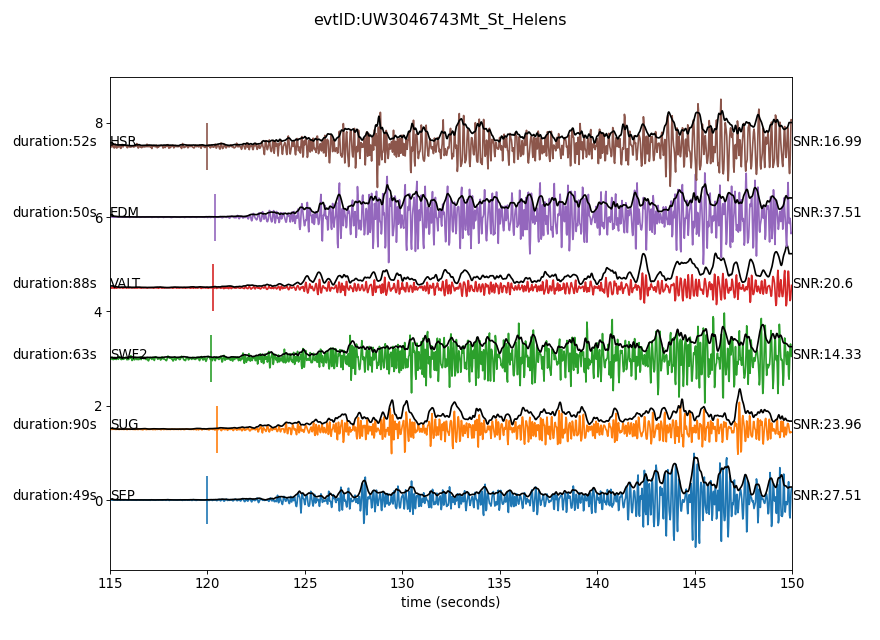 evtID:UW3046743Mt_St_Helens
8
duration:52s HSR SNR:16.99
duration:50s EDM SNR:37.51
6
duration:88s VALT SNR:20.6
4
duration:63s SWF2 SNR:14.33
2
duration:90s SUG SNR:23.96
duration:49s SEP SNR:27.51
0
115 120 125 130 135 140 145 150
time (seconds)